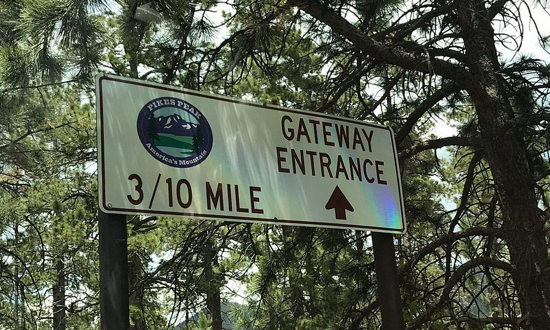 PIKES PEAK
America's Mountain
GATEWAY
ENTRANCE
3/10 MILE